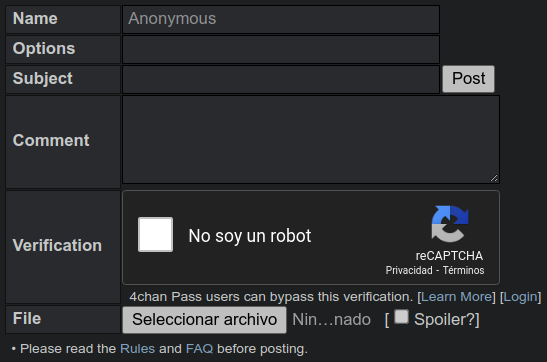 Name Anonymous
Options
Subject Post
Comment
Verification
No soy un robot
reCAPTCHA
Privacidad - Términos
4chan Pass users can bypass this verification. [Learn More] [Login]
File Seleccionar archivo Nin…nado [ Spoiler?]
• Please read the Rules and FAQ before posting.